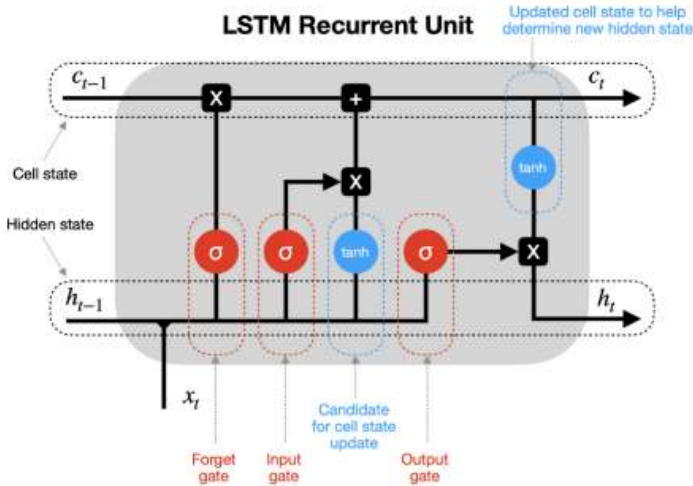 LSTM Recurrent Unit
Updated cell state to help
determine new hidden state
c_{t-1}
X
+
c_t
Cell state
X
tanh
Hidden state
σ
σ
tanh
σ
X
h_{t-1}
h_t
x_t
Forget
gate
Input
gate
Candidate
for cell state
update
Output
gate